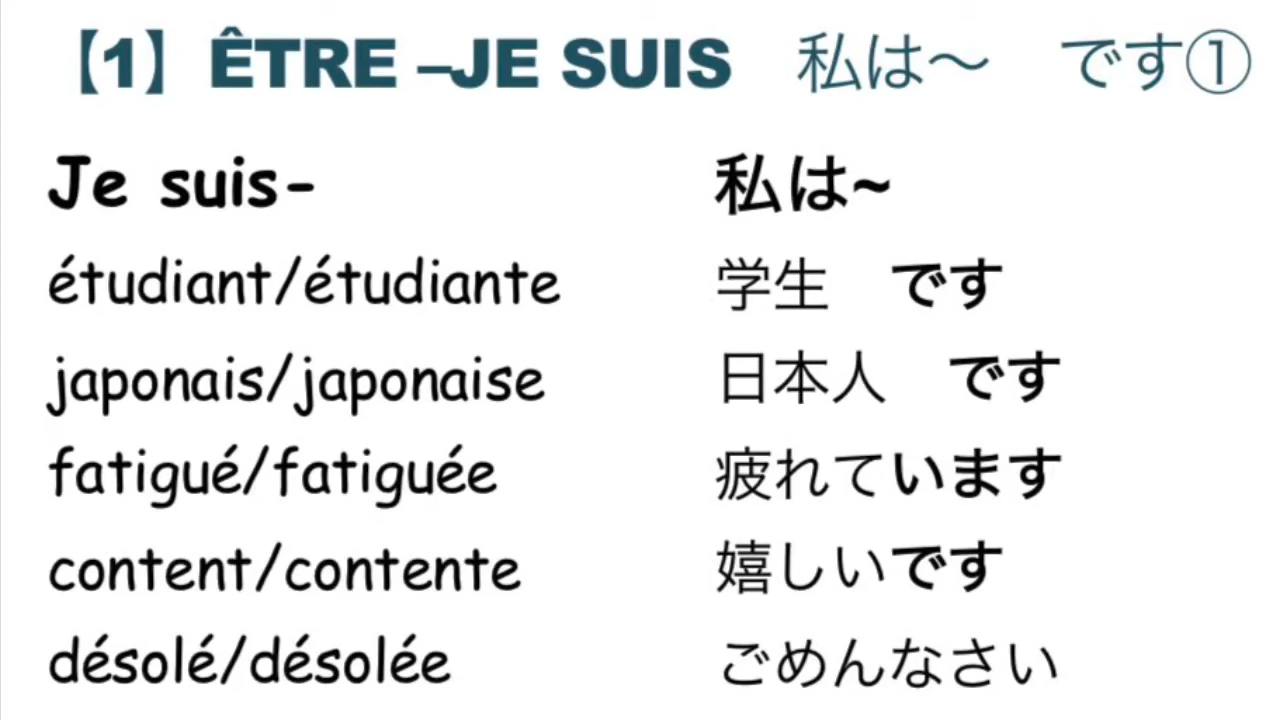 【1】ÊTRE –JE SUIS　私は～　です①
Je suis-　私は~
étudiant/étudiante　学生　です
japonais/japonaise　日本人　です
fatigué/fatiguée　疲れています
content/contente　嬉しいです
désolé/désolée　ごめんなさい